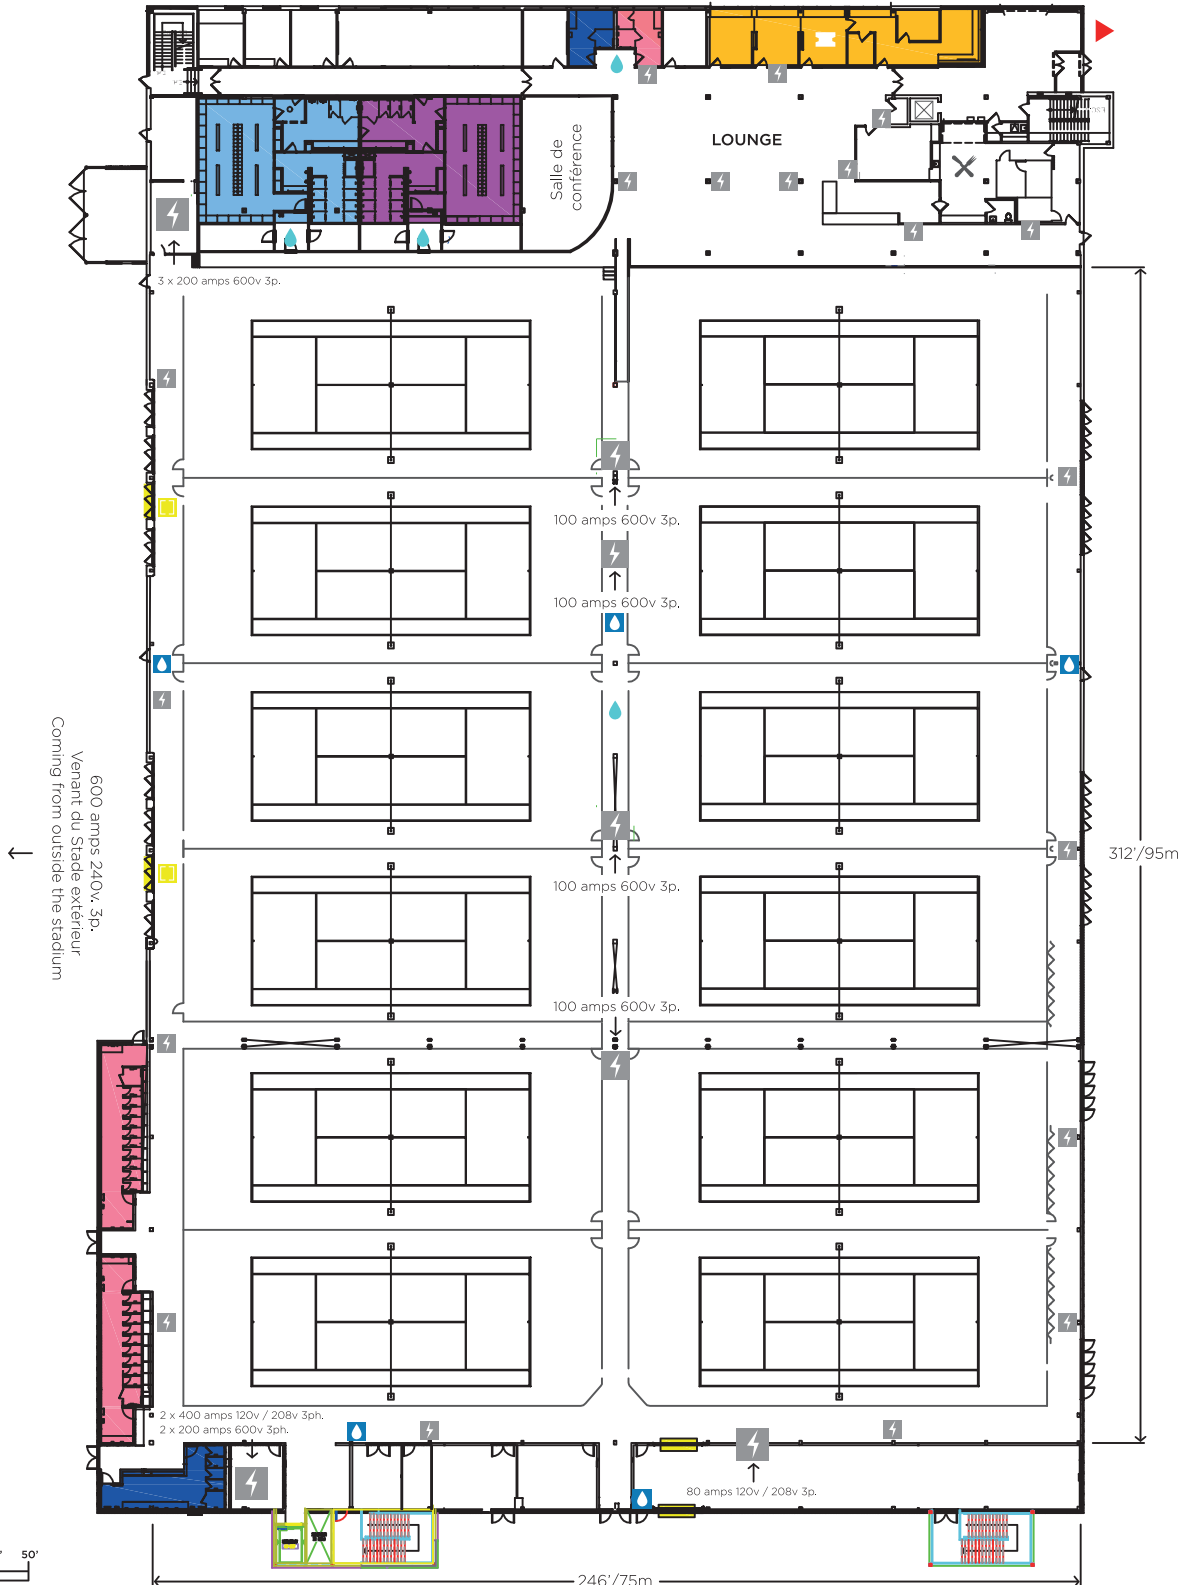 LOUNGE
Salle de
conférence
3 x 200 amps 600v 3p.
100 amps 600v 3p.
100 amps 600v 3p.
600 amps 240v. 3p.
Venant du Stade extérieur
Coming from outside the stadium
312'/95m
100 amps 600v 3p.
100 amps 600v 3p.
2 x 400 amps 120v / 208v 3ph.
2 x 200 amps 600v 3ph.
80 amps 120v / 208v 3p.
50'
246'/75m